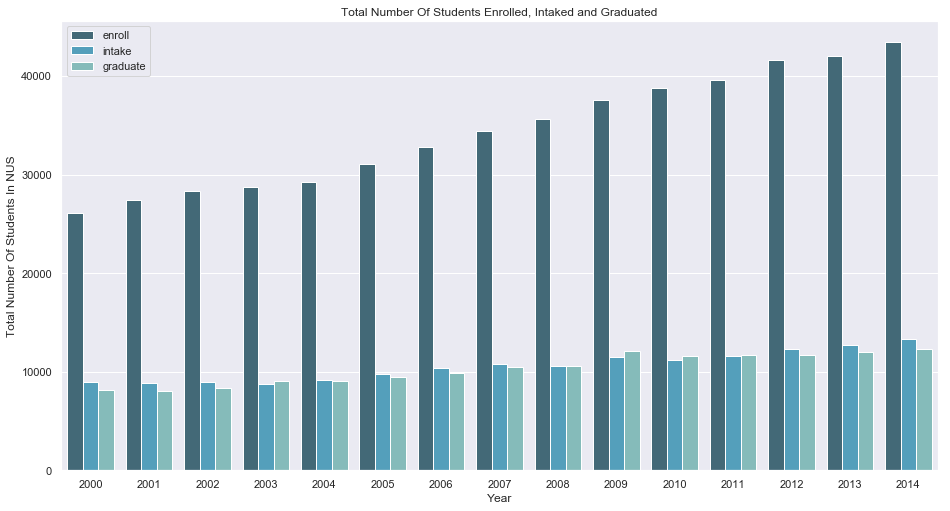 Total Number Of Students Enrolled, Intaked and Graduated
enroll
intake
graduate
Total Number Of Students In NUS
40000
30000
20000
10000
0
2000 2001 2002 2003 2004 2005 2006 2007 2008 2009 2010 2011 2012 2013 2014
Year